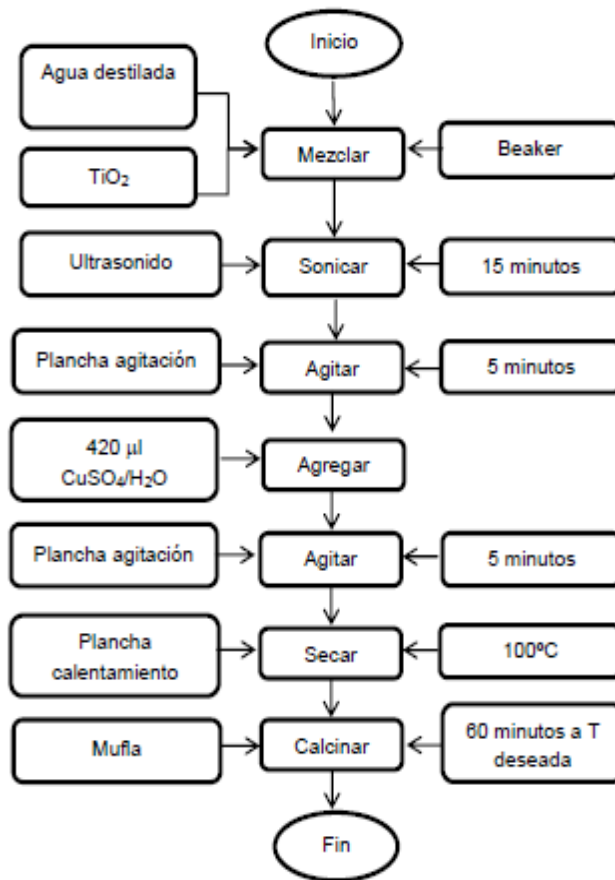 Inicio
Agua destilada
TiO₂
Mezclar
Beaker
Ultrasonido
Sonicar
15 minutos
Plancha agitación
Agitar
5 minutos
420 µl
CuSO₄/H₂O
Agregar
Plancha agitación
Agitar
5 minutos
Plancha
calentamiento
Secar
100ºC
Mufla
Calcinar
60 minutos a T
deseada
Fin